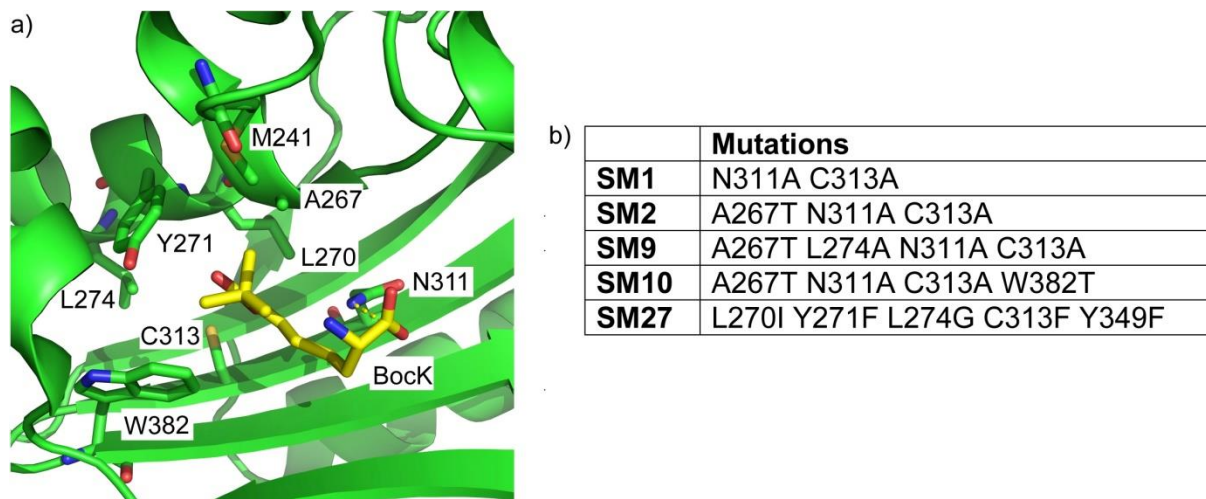 a)
M241
A267
Y271
L270
L274
N311
C313
BocK
W382
b)
Mutations
SM1 N311A C313A
SM2 A267T N311A C313A
SM9 A267T L274A N311A C313A
SM10 A267T N311A C313A W382T
SM27 L270I Y271F L274G C313F Y349F